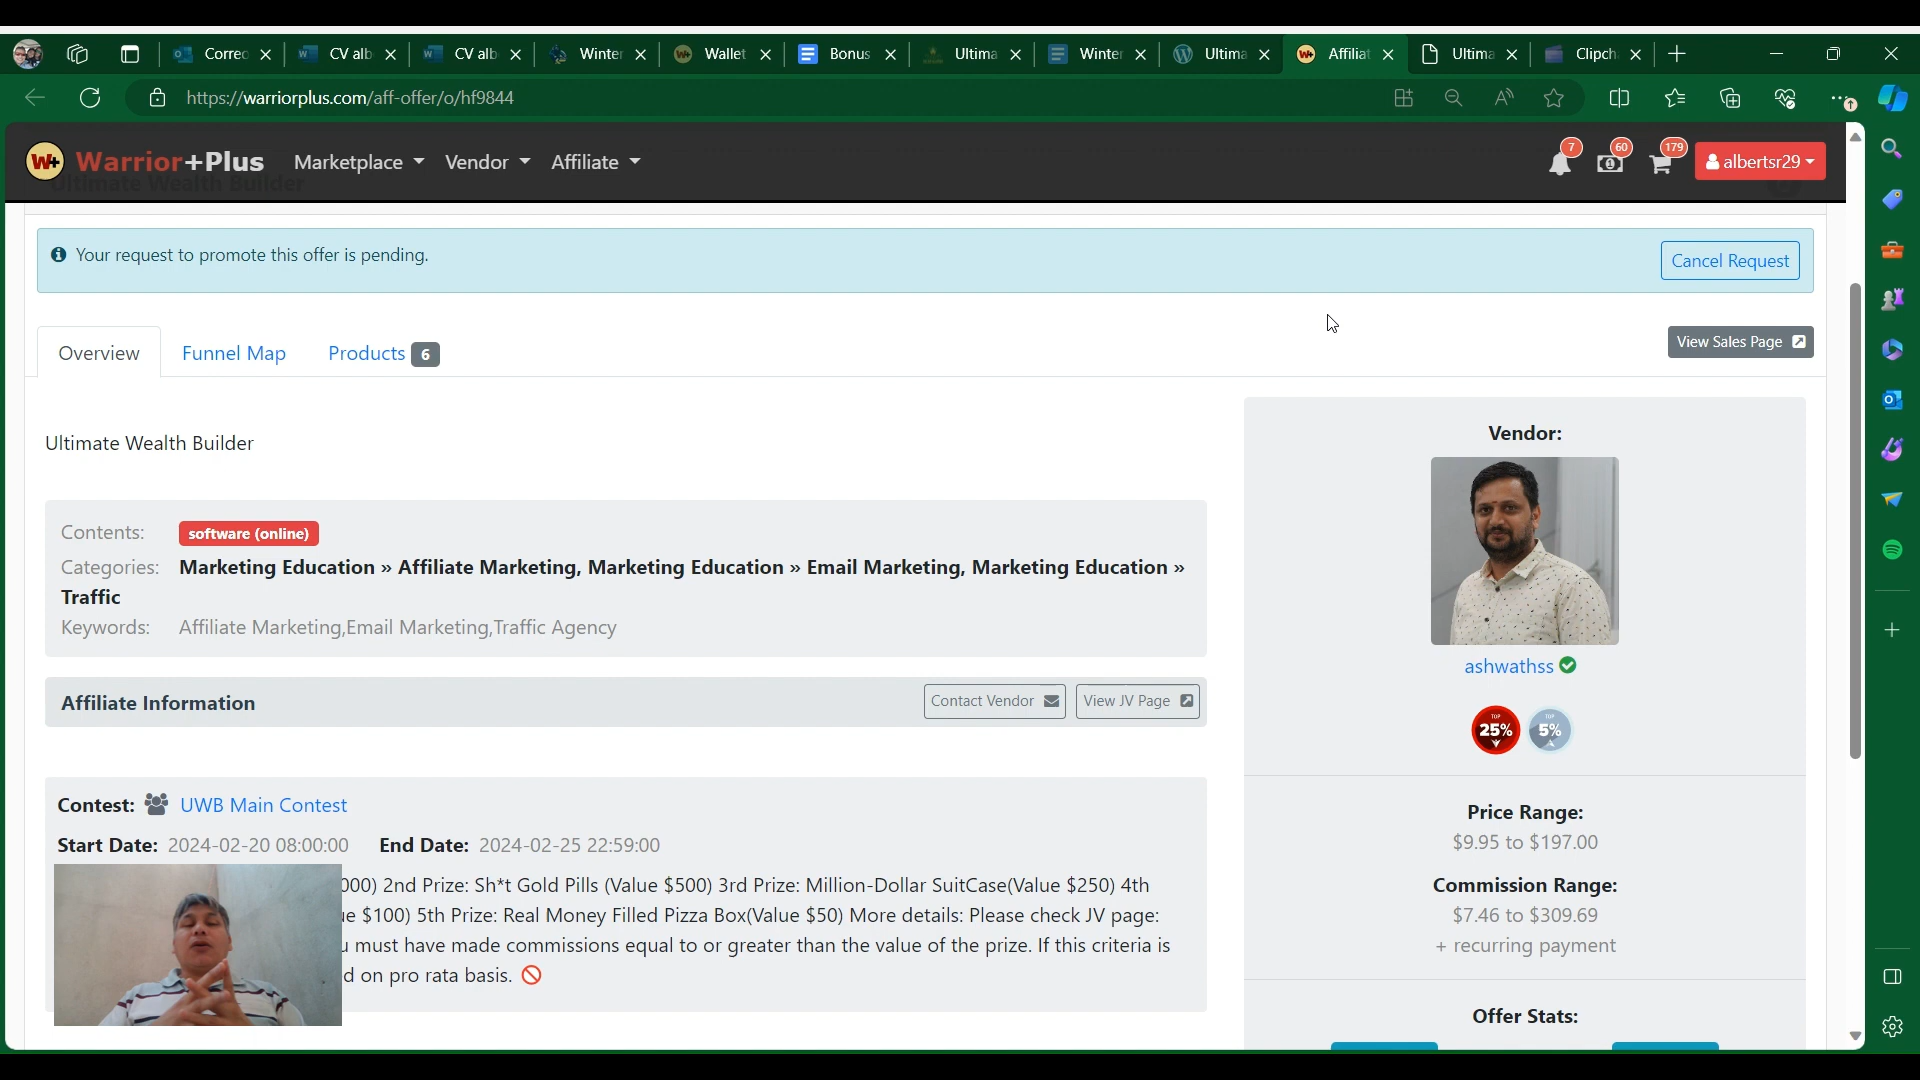 Correo
CV alb
CV alb
Winter
Wallet
Bonus
Ultima
Winter
Ultima
Affiliat
Ultima
Clipch
https://warriorplus.com/aff-offer/o/hf9844
W+ Warrior+Plus
Marketplace
Vendor
Affiliate
7
60
179
albertsr29
Ultimate Wealth Builder
Your request to promote this offer is pending.
Cancel Request
Overview
Funnel Map
Products 6
View Sales Page
Ultimate Wealth Builder
Contents: software (online)
Categories: Marketing Education » Affiliate Marketing, Marketing Education » Email Marketing, Marketing Education »
Traffic
Keywords: Affiliate Marketing,Email Marketing,Traffic Agency
Affiliate Information
Contact Vendor
View JV Page
Contest: UWB Main Contest
Start Date: 2024-02-20 08:00:00 End Date: 2024-02-25 22:59:00
000) 2nd Prize: Sh*t Gold Pills (Value $500) 3rd Prize: Million-Dollar SuitCase(Value $250) 4th
ue $100) 5th Prize: Real Money Filled Pizza Box(Value $50) More details: Please check JV page:
u must have made commissions equal to or greater than the value of the prize. If this criteria is
d on pro rata basis.
Vendor:
ashwathss
TOP 25%
TOP 5%
Price Range:
$9.95 to $197.00
Commission Range:
$7.46 to $309.69
+ recurring payment
Offer Stats: